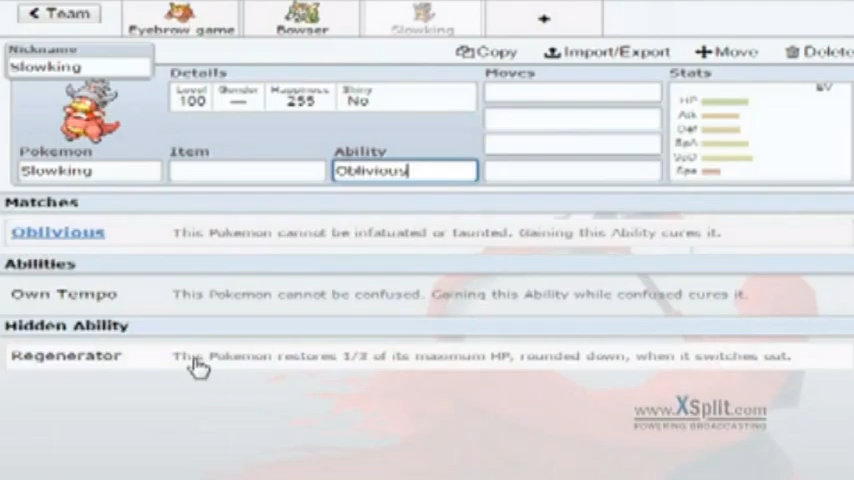 Team
Eyebrow game
Bowser
Slowking
+
Nickname
Slowking
Copy
Import/Export
Move
Delete
Details
Level
100
Gender
—
Happiness
255
Shiny
No
Moves
Stats
EV
HP
Atk
Def
SpA
SpD
Spe
Pokemon
Slowking
Item
Ability
Oblivious
Matches
Oblivious This Pokemon cannot be infatuated or taunted. Gaining this Ability cures it.
Abilities
Own Tempo This Pokemon cannot be confused. Gaining this Ability while confused cures it.
Hidden Ability
Regenerator This Pokemon restores 1/3 of its maximum HP, rounded down, when it switches out.
www.XSplit.com
POWERING BROADCASTING